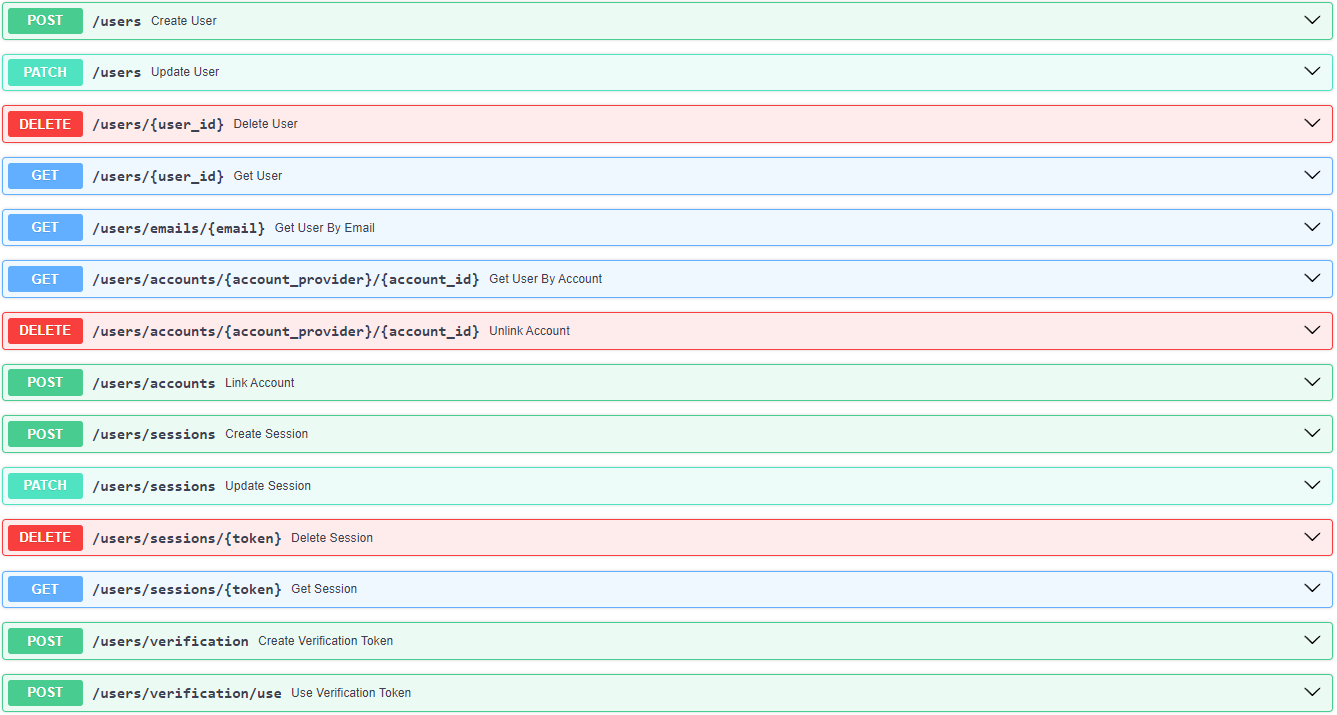 POST /users Create User
PATCH /users Update User
DELETE /users/{user_id} Delete User
GET /users/{user_id} Get User
GET /users/emails/{email} Get User By Email
GET /users/accounts/{account_provider}/{account_id} Get User By Account
DELETE /users/accounts/{account_provider}/{account_id} Unlink Account
POST /users/accounts Link Account
POST /users/sessions Create Session
PATCH /users/sessions Update Session
DELETE /users/sessions/{token} Delete Session
GET /users/sessions/{token} Get Session
POST /users/verification Create Verification Token
POST /users/verification/use Use Verification Token